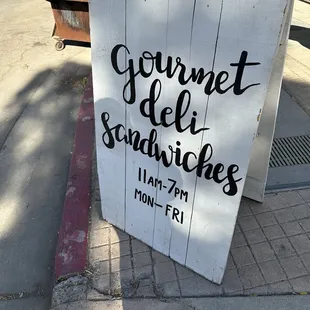 Gourmet
deli
Sandwiches
11AM-7PM
MON-FRI